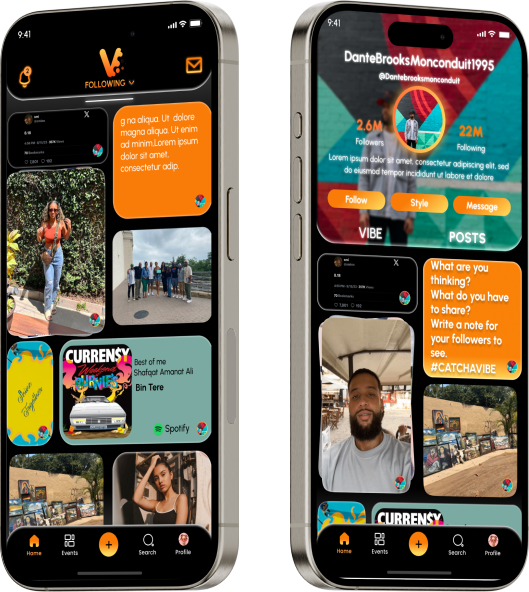 9:41
FOLLOWING
g na aliqua. Ut dolore
magna aliqua. Ut enim
ad minim.Lorem ipsum
dolor sit amet,
consectetur adip.
CURREN$Y
Best of me
Shafqat Amanat Ali
Bin Tere
Spotify
Home
Events
Search
Profile
9:41
DanteBrooksMonconduit1995
@Dantebrooksmonconduit
2.6M
Followers
22M
Following
Lorem ipsum dolor sit amet, consectetur adipiscing elit, sed
do eiusmod tempor incididunt ut labore et dolore
Follow
Style
Message
VIBE
POSTS
What are you
thinking?
What do you have
to share?
Write a note for
your followers to
see.
#CATCHAVIBE
CURREN$Y
Home
Events
Search
Profile